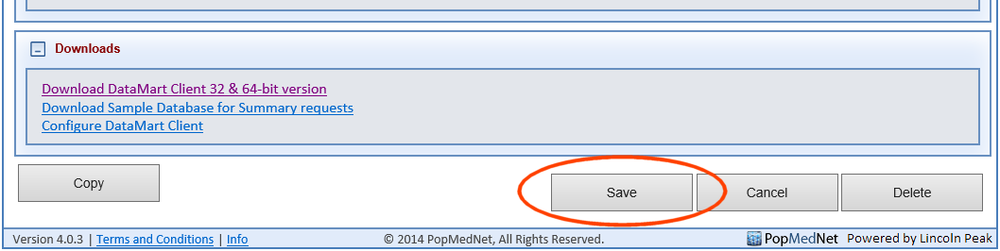 Downloads
Download DataMart Client 32 & 64-bit version
Download Sample Database for Summary requests
Configure DataMart Client
Copy Save Cancel Delete
Version 4.0.3 | Terms and Conditions | Info © 2014 PopMedNet, All Rights Reserved. PopMedNet Powered by Lincoln Peak